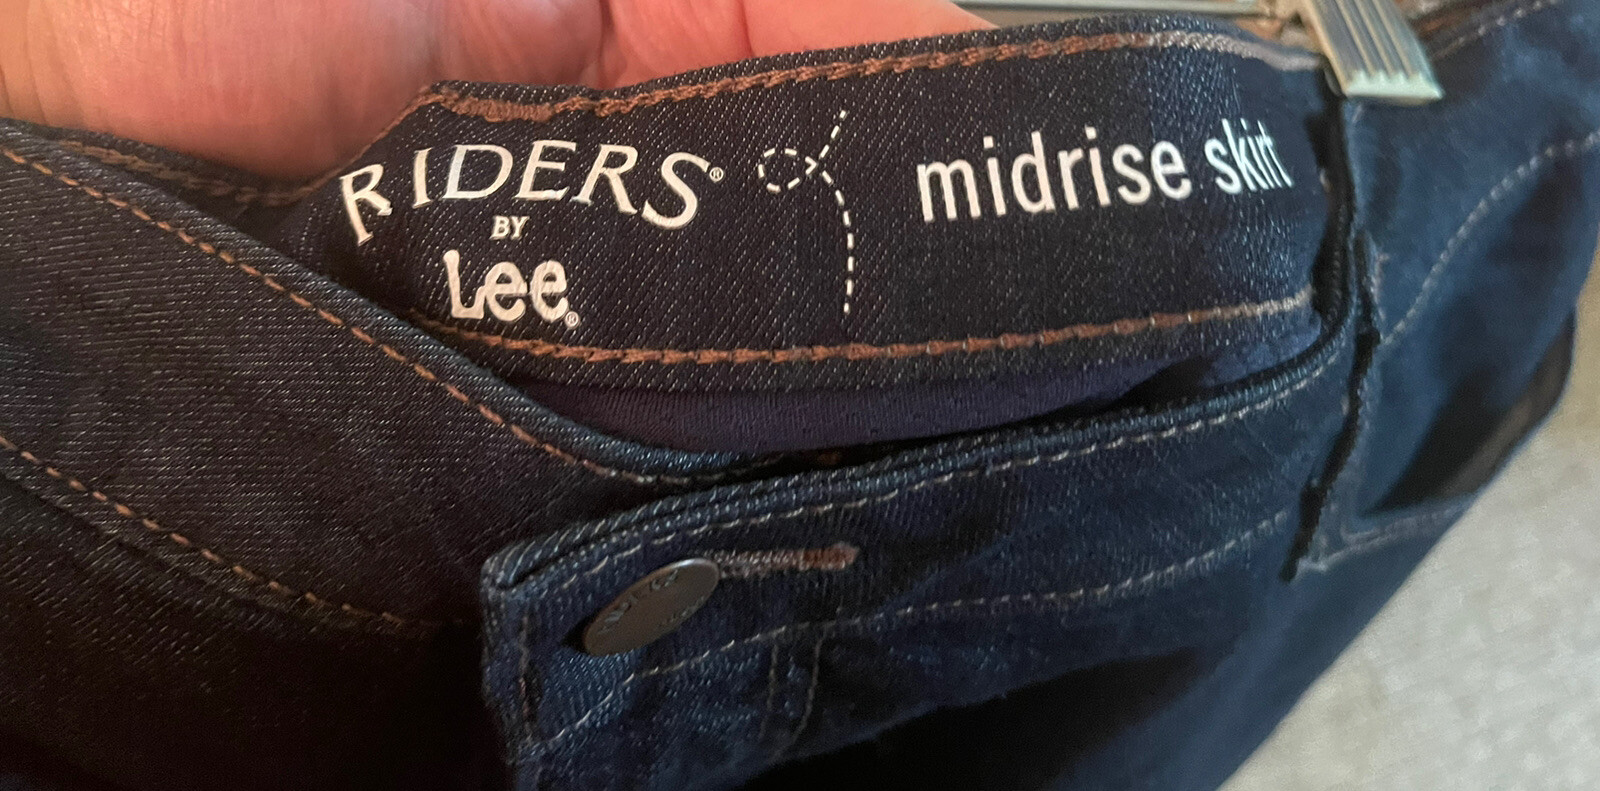 RIDERS®
BY
Lee®
midrise skirt